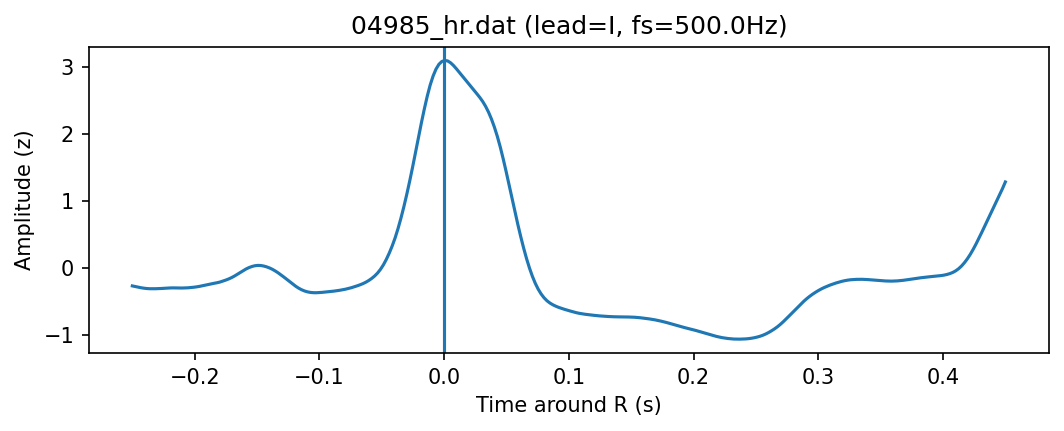 04985_hr.dat (lead=I, fs=500.0Hz)
Amplitude (z)
3
2
1
0
−1
−0.2 −0.1 0.0 0.1 0.2 0.3 0.4
Time around R (s)